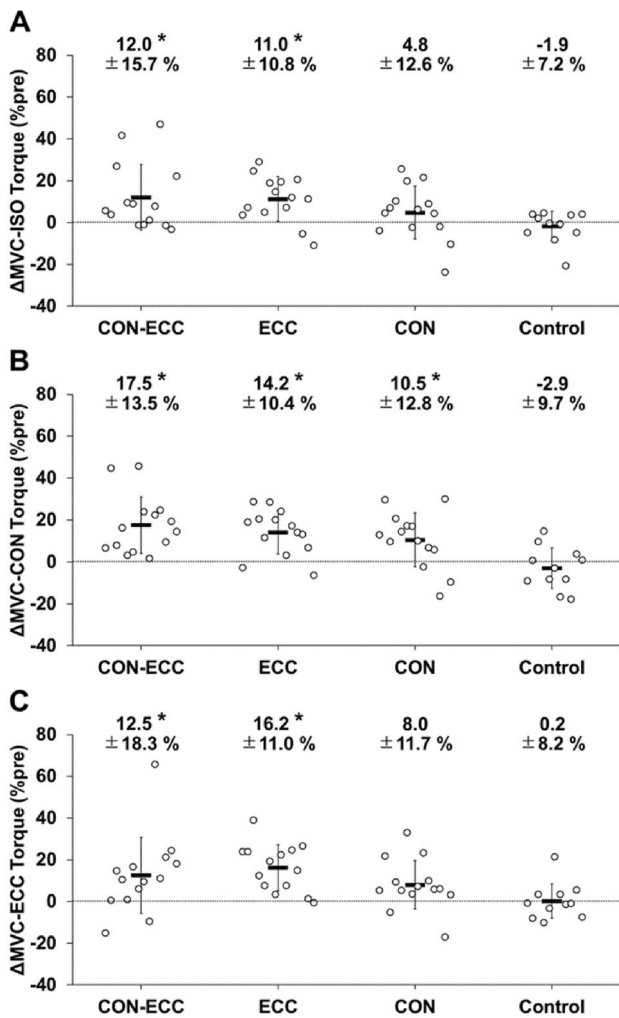 A
12.0 * 11.0 * 4.8 -1.9
± 15.7 % ± 10.8 % ± 12.6 % ± 7.2 %
ΔMVC-ISO Torque (%pre)
80
60
40
20
0
-20
-40
CON-ECC ECC CON Control
B
17.5 * 14.2 * 10.5 * -2.9
± 13.5 % ± 10.4 % ± 12.8 % ± 9.7 %
ΔMVC-CON Torque (%pre)
80
60
40
20
0
-20
-40
CON-ECC ECC CON Control
C
12.5 * 16.2 * 8.0 0.2
± 18.3 % ± 11.0 % ± 11.7 % ± 8.2 %
ΔMVC-ECC Torque (%pre)
80
60
40
20
0
-20
-40
CON-ECC ECC CON Control